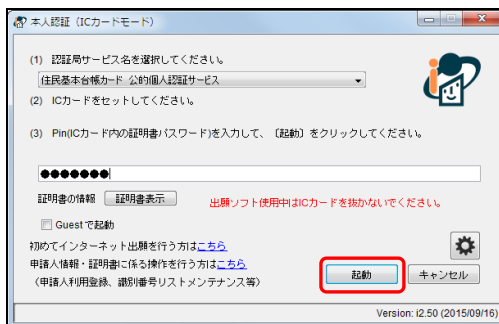 本人認証（ICカードモード）
(1) 認証局サービス名を選択してください。
住民基本台帳カード 公的個人認証サービス
(2) ICカードをセットしてください。
(3) Pin(ICカード内の証明書パスワード)を入力して、〔起動〕をクリックしてください。
●●●●●●●
証明書の情報 証明書表示 出願ソフト使用中はICカードを抜かないでください。
Guestで起動
初めてインターネット出願を行う方はこちら
申請人情報・証明書に係る操作を行う方はこちら
（申請人利用登録、識別番号リストメンテナンス等）
起動 キャンセル
Version: i2.50 (2015/09/16)